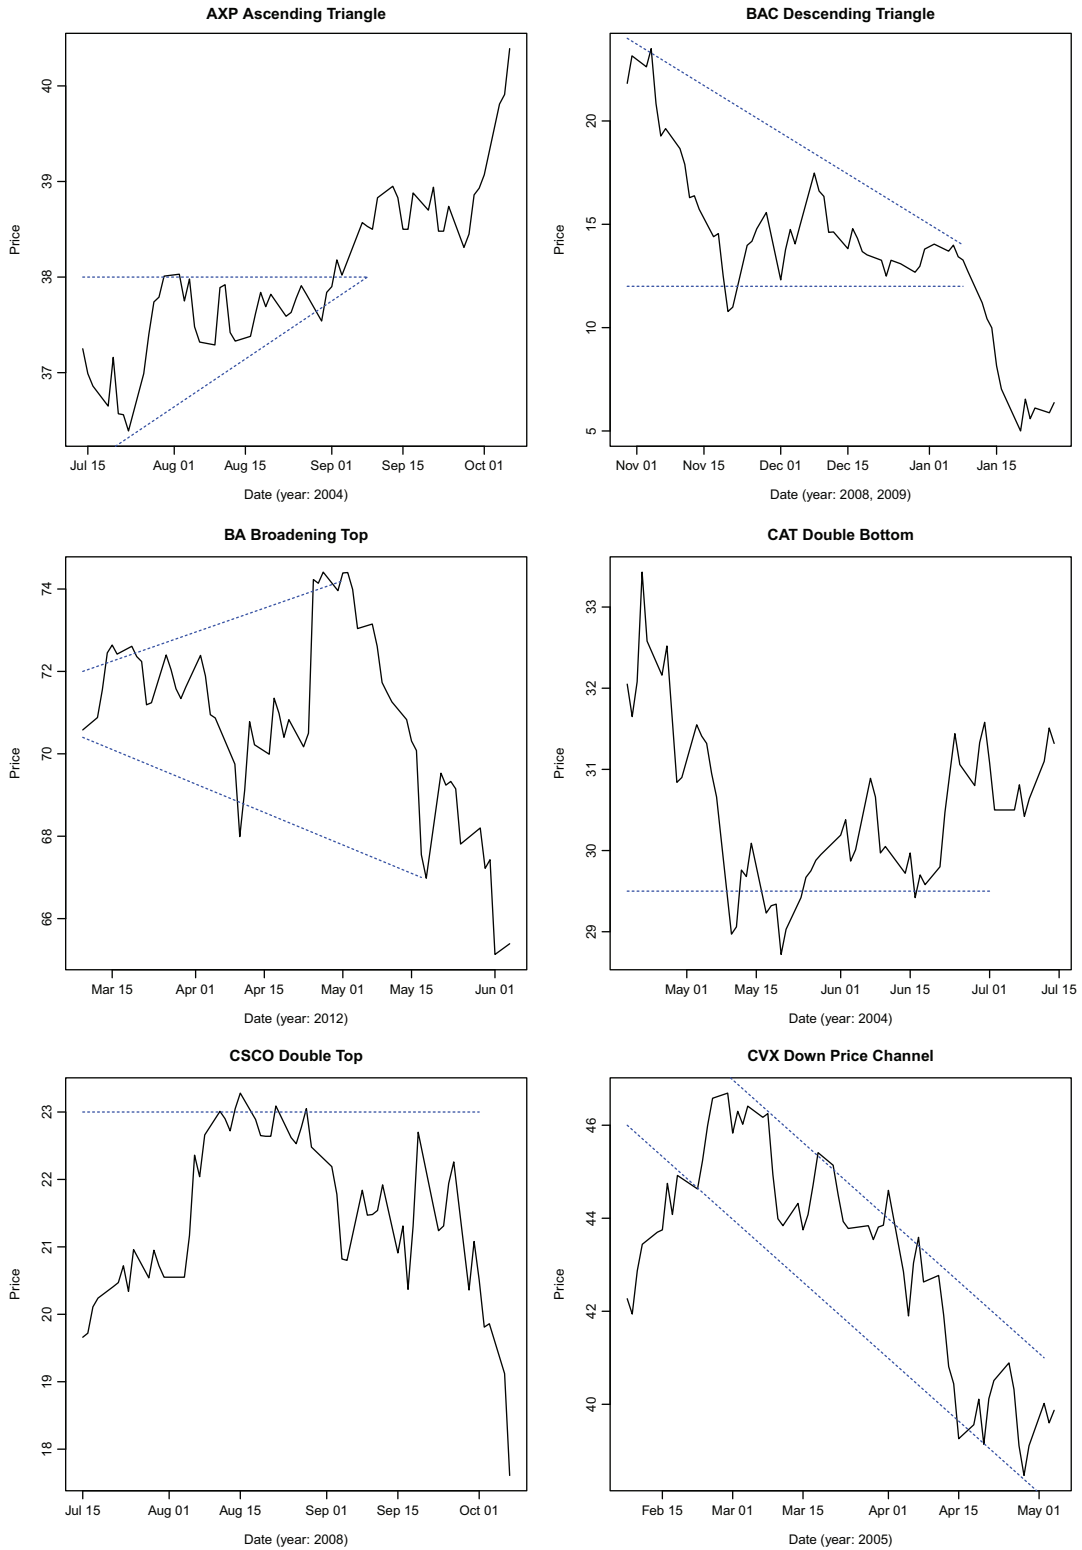 AXP Ascending Triangle
Price
40
39
38
37
Jul 15 Aug 01 Aug 15 Sep 01 Sep 15 Oct 01
Date (year: 2004)
BAC Descending Triangle
Price
20
15
10
5
Nov 01 Nov 15 Dec 01 Dec 15 Jan 01 Jan 15
Date (year: 2008, 2009)
BA Broadening Top
Price
74
72
70
68
66
Mar 15 Apr 01 Apr 15 May 01 May 15 Jun 01
Date (year: 2012)
CAT Double Bottom
Price
33
32
31
30
29
May 01 May 15 Jun 01 Jun 15 Jul 01 Jul 15
Date (year: 2004)
CSCO Double Top
Price
23
22
21
20
19
18
Jul 15 Aug 01 Aug 15 Sep 01 Sep 15 Oct 01
Date (year: 2008)
CVX Down Price Channel
Price
46
44
42
40
Feb 15 Mar 01 Mar 15 Apr 01 Apr 15 May 01
Date (year: 2005)